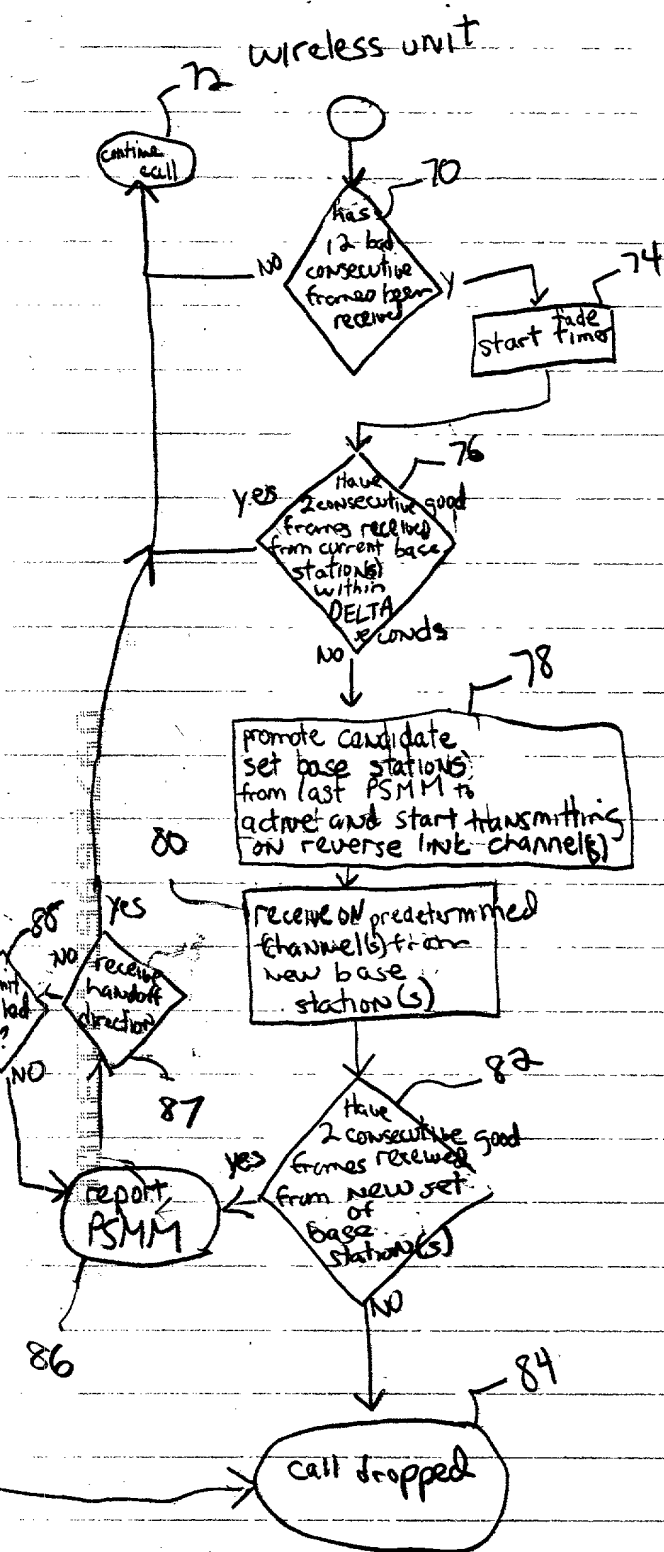 wireless unit
72
continue
call
70
has
12 bad
consecutive
frames been
received
NO
y
74
start fade
timer
76
yes
Have
2 consecutive good
frames received
from current base
station(s)
within
DELTA
seconds
NO
78
promote candidate
set base station(s)
from last PSMM to
active and start transmitting
on reverse link channel(s)
80
receive on predetermined
channel(s) from
new base
station(s)
yes
88
NO
receive
handoff
direction
?
bad
?
NO
87
82
Have
2 consecutive good
frames received
from new set
of
base
station(s)
yes
report
PSMM
86
NO
84
call dropped